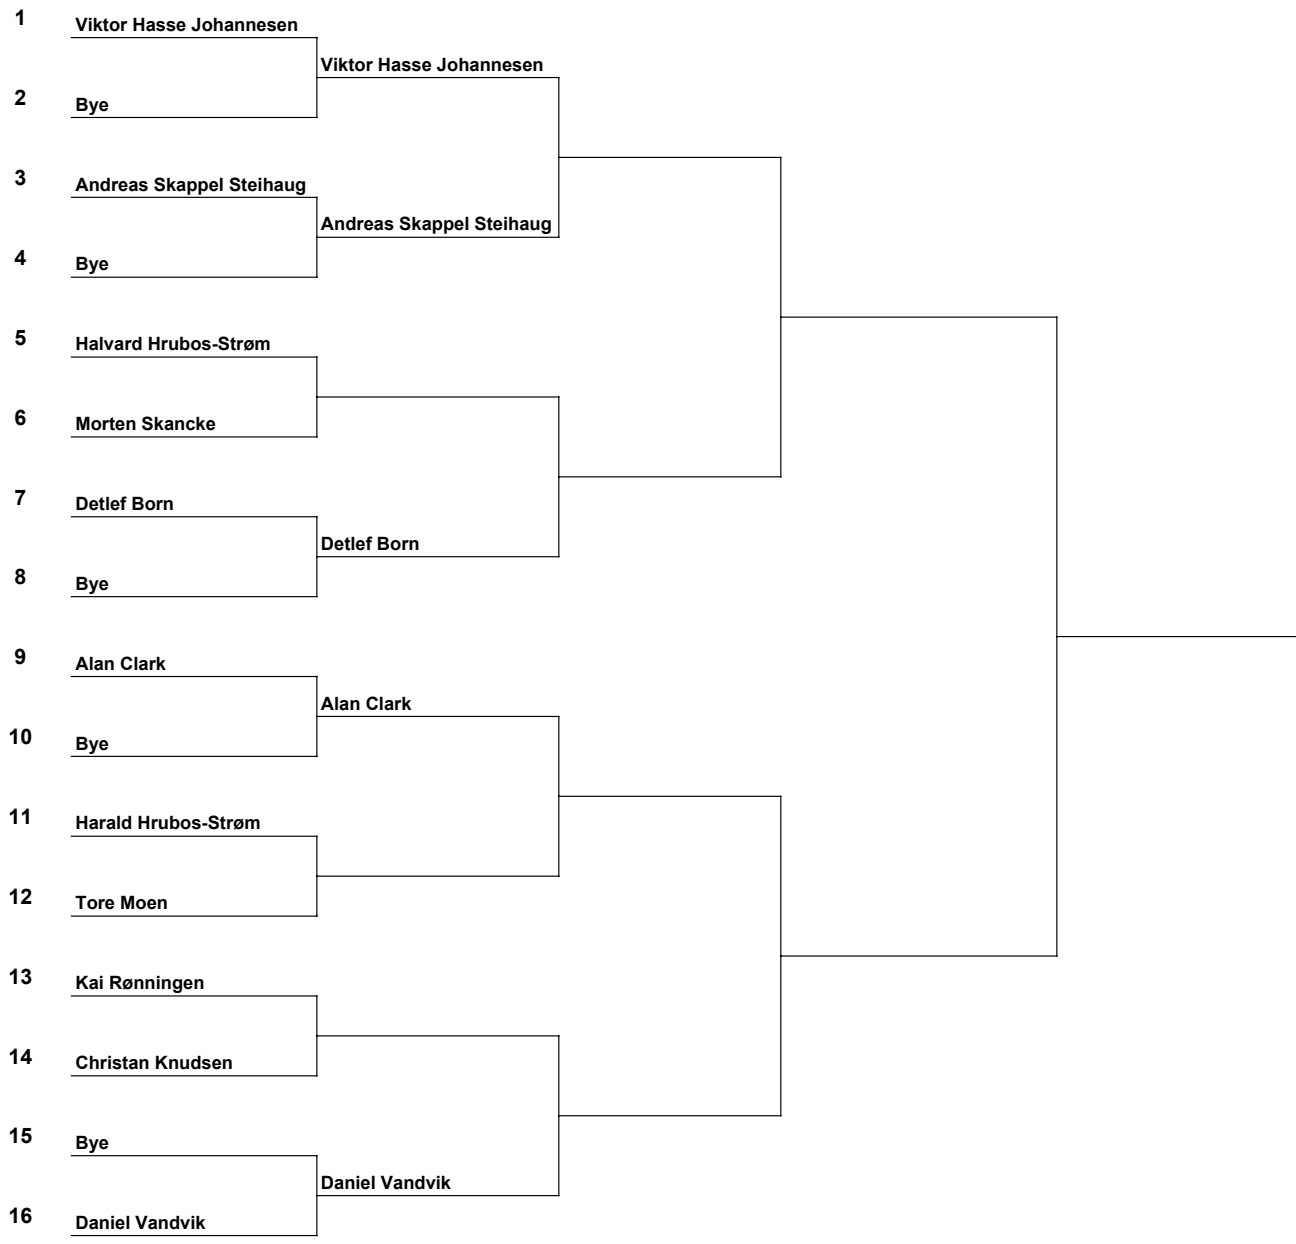 1 Viktor Hasse Johannesen
Viktor Hasse Johannesen
2 Bye
3 Andreas Skappel Steihaug
Andreas Skappel Steihaug
4 Bye
5 Halvard Hrubos-Strøm
6 Morten Skancke
7 Detlef Born
Detlef Born
8 Bye
9 Alan Clark
Alan Clark
10 Bye
11 Harald Hrubos-Strøm
12 Tore Moen
13 Kai Rønningen
14 Christan Knudsen
15 Bye
Daniel Vandvik
16 Daniel Vandvik